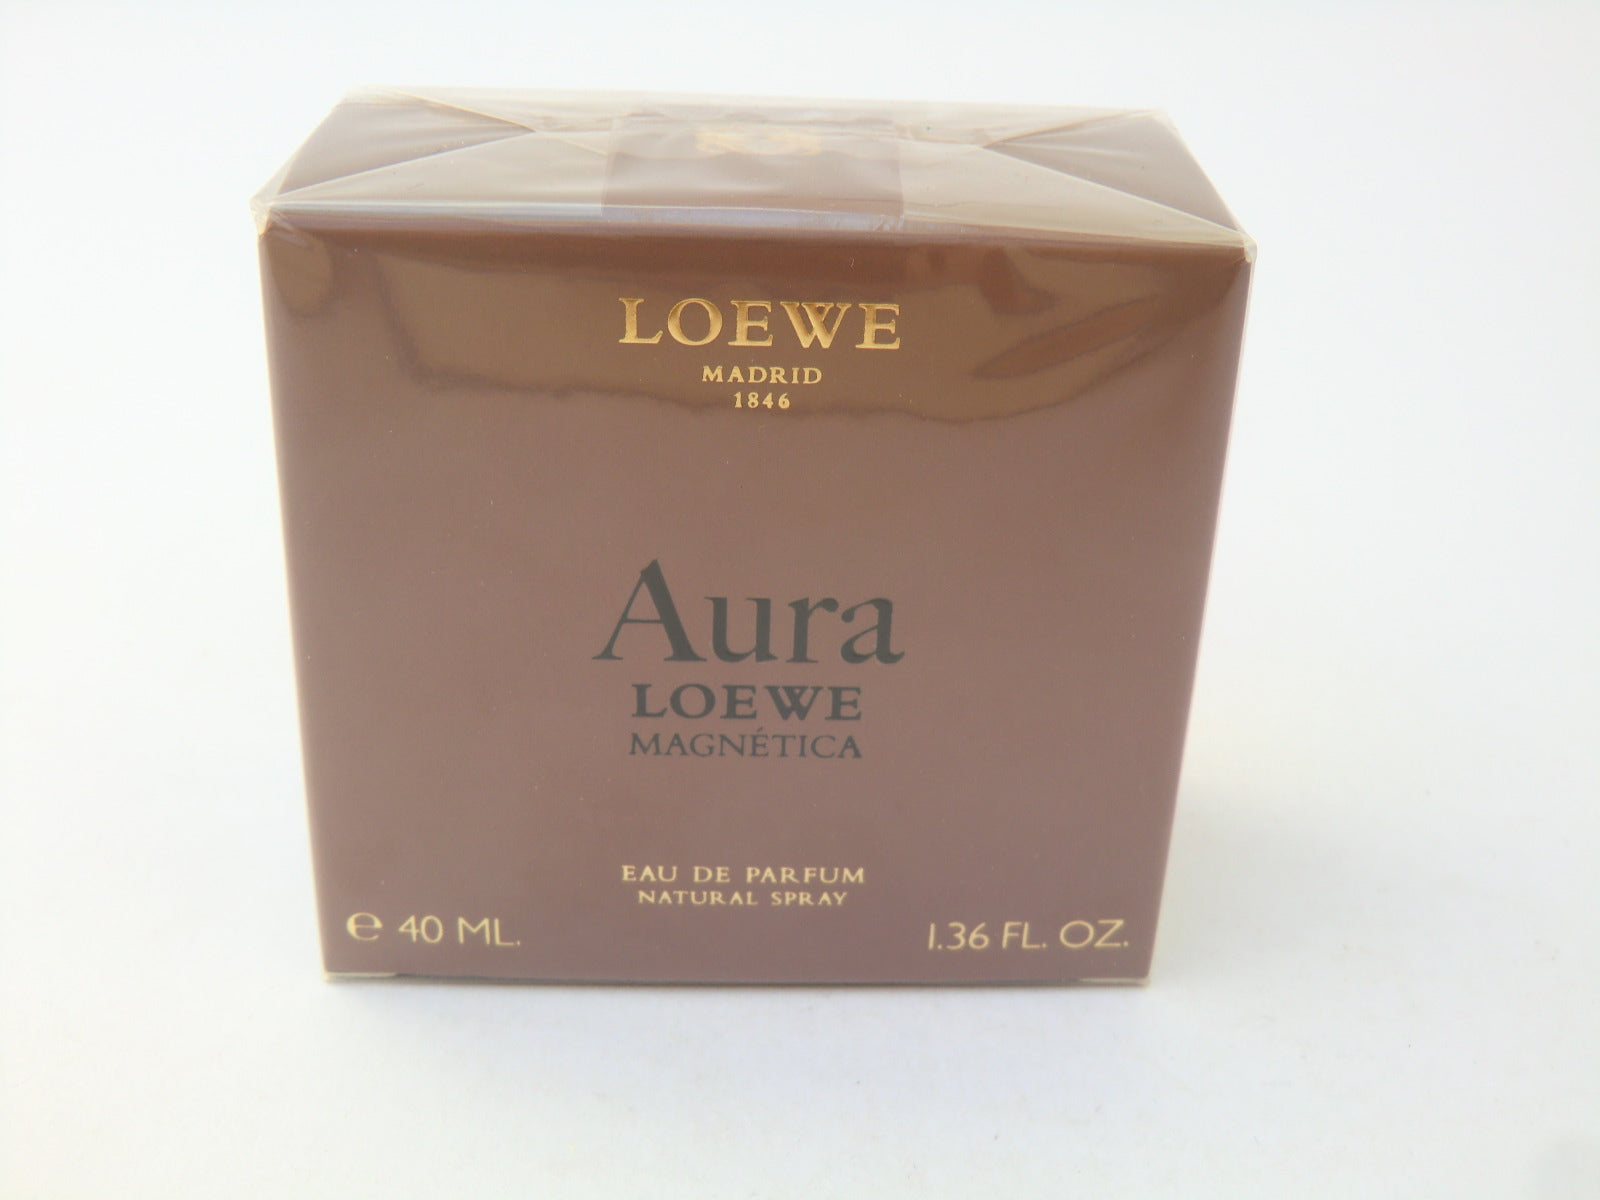 LOEWE
MADRID
1846
Aura
LOEWE
MAGNÉTICA
EAU DE PARFUM
NATURAL SPRAY
℮ 40 ML.
1.36 FL. OZ.